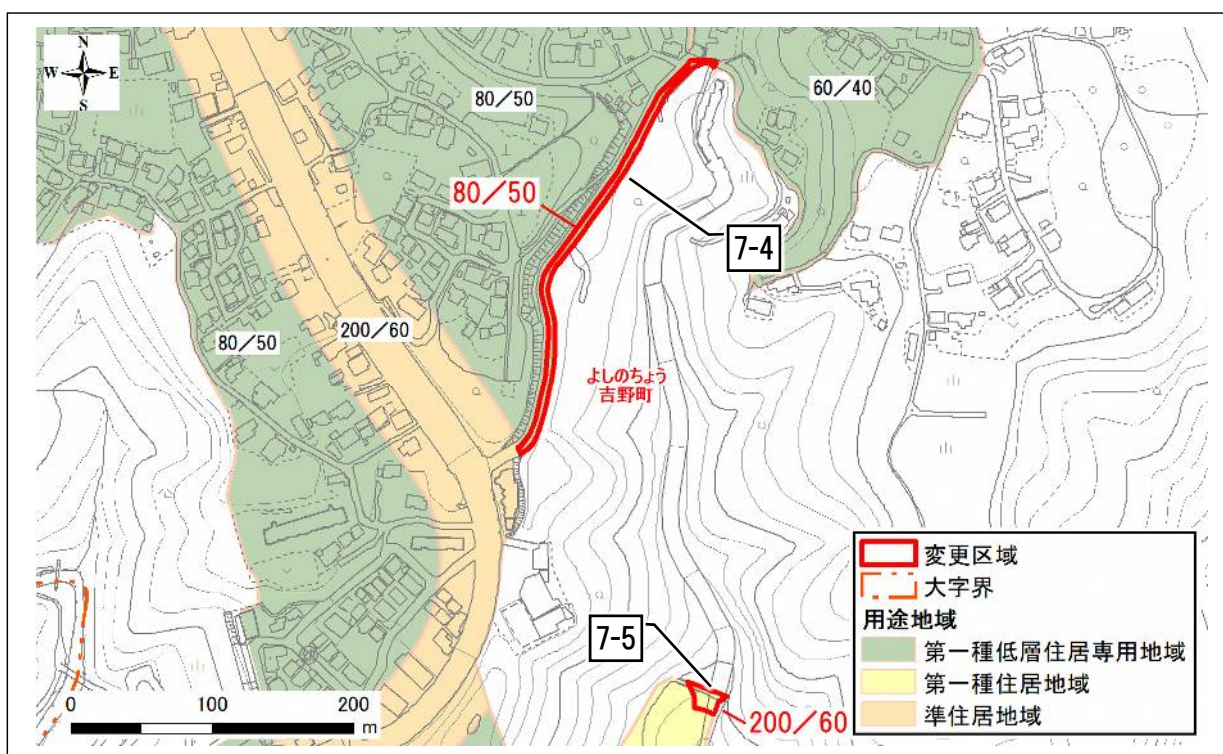 N
W E
S
80/50
60/40
80/50
7-4
200/60
80/50
よしのちょう
吉野町
7-5
200/60
0 100 200
m
変更区域
大字界
用途地域
第一種低層住居専用地域
第一種住居地域
準住居地域